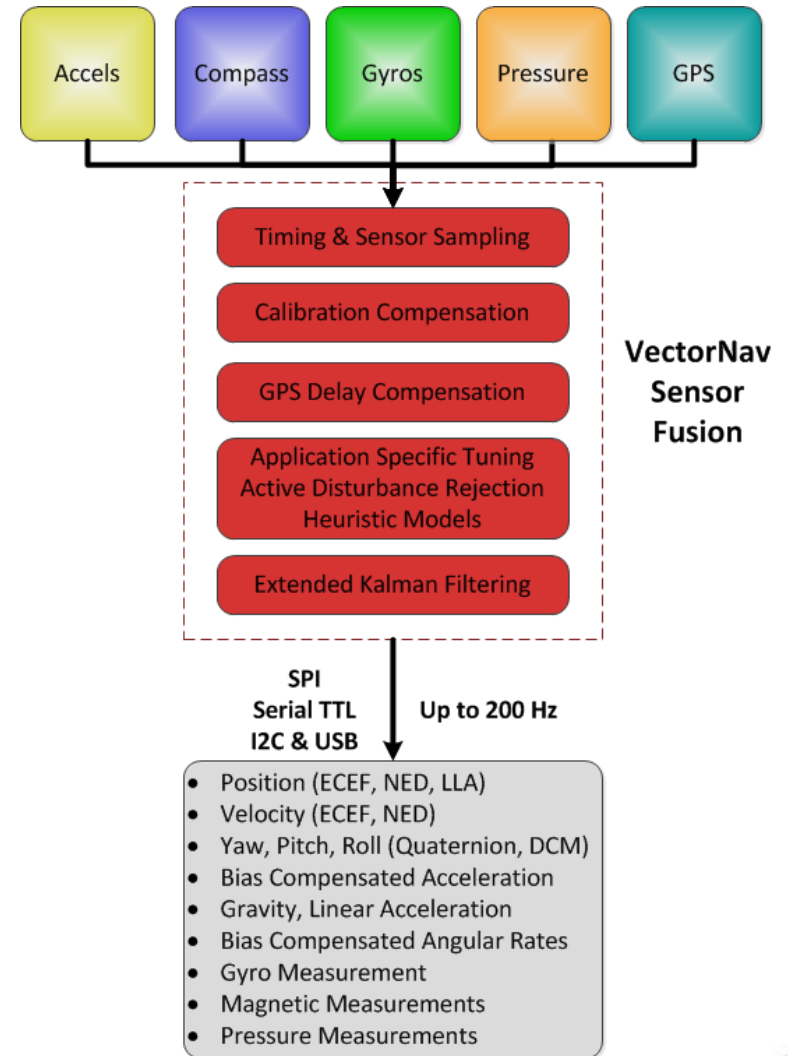 Accels
Compass
Gyros
Pressure
GPS
Timing & Sensor Sampling
Calibration Compensation
GPS Delay Compensation
Application Specific Tuning
Active Disturbance Rejection
Heuristic Models
Extended Kalman Filtering
VectorNav
Sensor
Fusion
SPI
Serial TTL
I2C & USB
Up to 200 Hz
• Position (ECEF, NED, LLA)
• Velocity (ECEF, NED)
• Yaw, Pitch, Roll (Quaternion, DCM)
• Bias Compensated Acceleration
• Gravity, Linear Acceleration
• Bias Compensated Angular Rates
• Gyro Measurement
• Magnetic Measurements
• Pressure Measurements